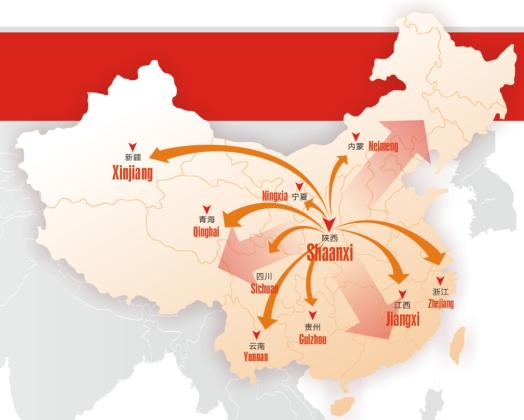 内蒙 Neimeng
新疆
Xinjiang
Ningxia 宁夏
青海
Qinghai
陕西
Shaanxi
四川
Sichuan
浙江
Zhejiang
江西
Jiangxi
贵州
Guizhou
云南
Yunnan